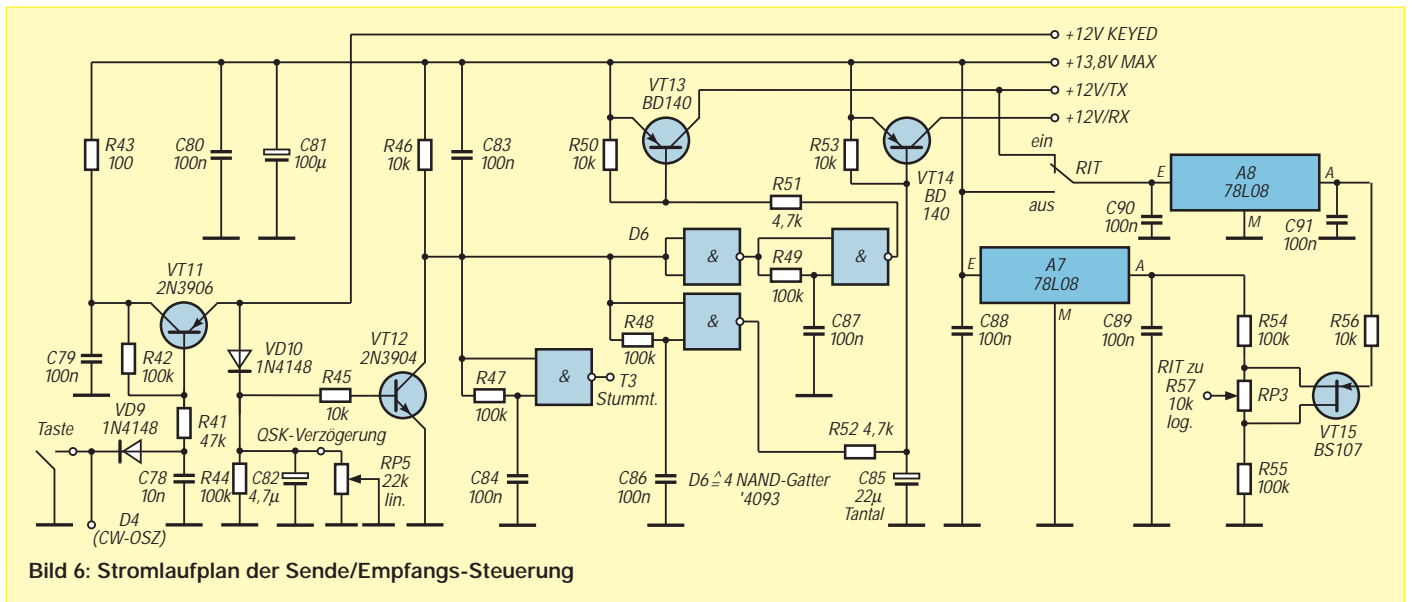 +12V KEYED
+13,8V MAX
+12V/TX
+12V/RX
VT13
BD140
R43
100
C80
100n
C81
100µ
R46
10k
C83
100n
R50
10k
R53
10k
VT14
BD
140
ein
RIT
aus
E
A8
78L08
A
M
C90
100n
C91
100n
R51
4,7k
D6
&
R49
100k
&
VT11
2N3906
E
A7
78L08
A
M
R48
100k
&
C87
100n
C88
100n
C89
100n
R54
100k
R56
10k
C79
100n
R42
100k
VD10
1N4148
VT12
2N3904
R45
10k
R47
100k
&
T3
Stummt.
RIT zu
R57
10k
log.
RP3
VT15
BS107
VD9
1N4148
R41
47k
Taste
QSK-Verzögerung
R52 4,7k
C78
10n
R44
100k
C82
4,7µ
RP5
22k
lin.
C84
100n
C86
100n
D6 ≙ 4 NAND-Gatter
'4093
C85
22µ
Tantal
R55
100k
D4
(CW-OSZ)
Bild 6: Stromlaufplan der Sende/Empfangs-Steuerung